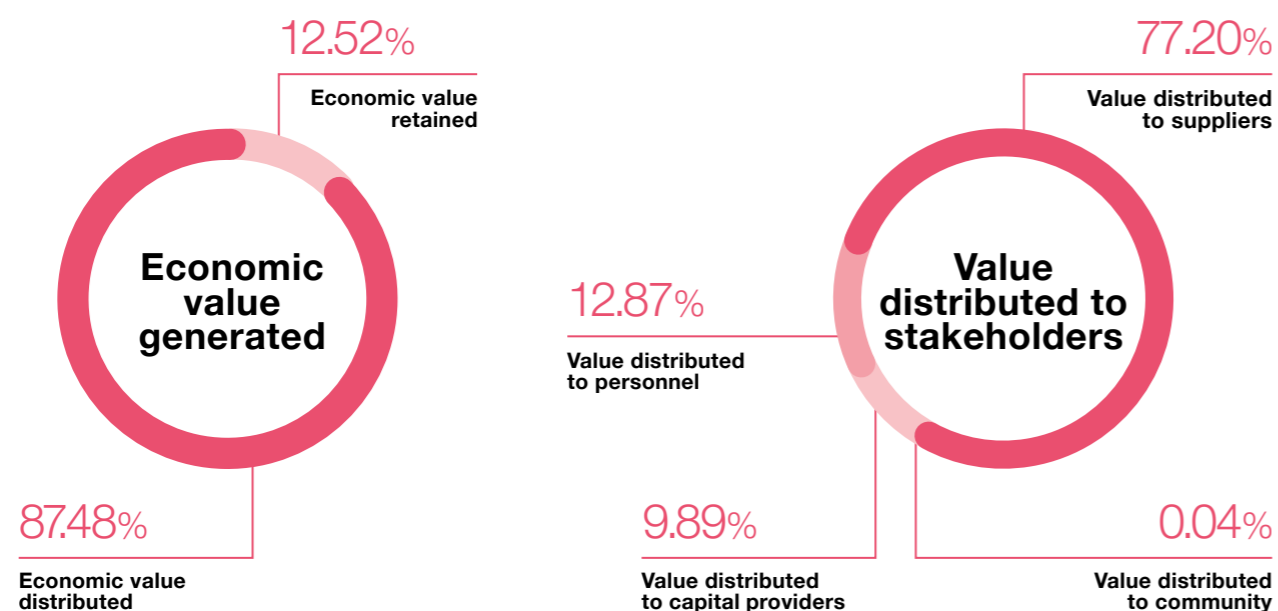 12.52%
Economic value
retained
Economic
value
generated
87.48%
Economic value
distributed
77.20%
Value distributed
to suppliers
Value
distributed to
stakeholders
12.87%
Value distributed
to personnel
9.89%
Value distributed
to capital providers
0.04%
Value distributed
to community